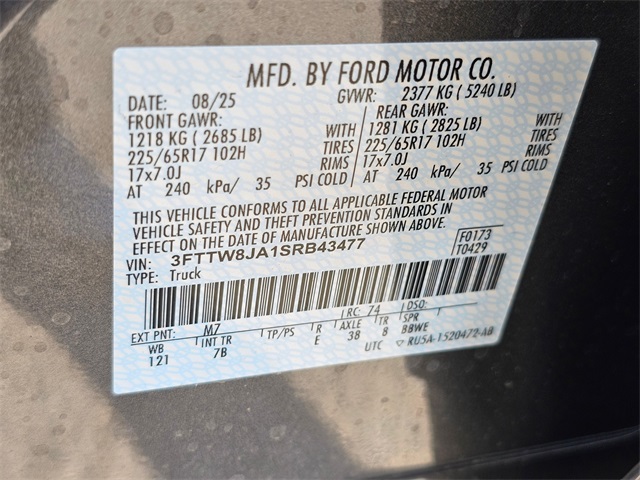 MFD. BY FORD MOTOR CO.
DATE: 08/25 GVWR: 2377 KG ( 5240 LB)
FRONT GAWR: REAR GAWR:
1218 KG ( 2685 LB) WITH 1281 KG ( 2825 LB) WITH
225/65R17 102H TIRES 225/65R17 102H TIRES
17x7.0J RIMS 17x7.0J RIMS
AT 240 kPa/ 35 PSI COLD AT 240 kPa/ 35 PSI COLD
THIS VEHICLE CONFORMS TO ALL APPLICABLE FEDERAL MOTOR
VEHICLE SAFETY AND THEFT PREVENTION STANDARDS IN
EFFECT ON THE DATE OF MANUFACTURE SHOWN ABOVE.
VIN: 3FTTW8JA1SRB43477 F0173
TYPE: Truck T0429
EXT PNT: M7 RC: 74 DSO:
WB INT TR TP/PS R AXLE TR SPR
121 7B E 38 8 BBWE
UTC ▽ RU5A-1520472-AB